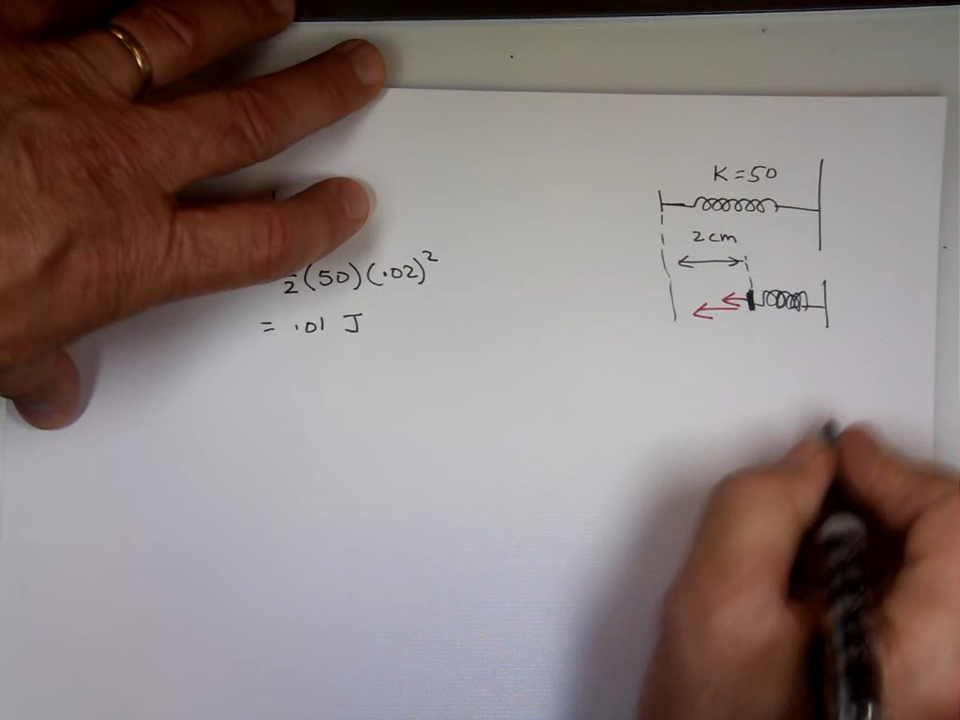 K = 50
2 cm
2 (50)(.02)²
= .01 J